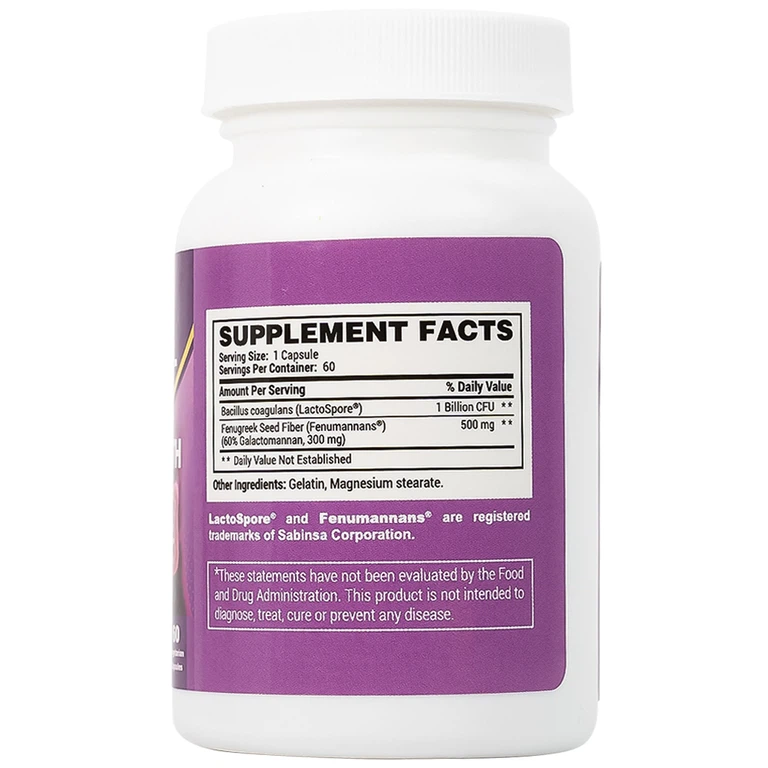 SUPPLEMENT FACTS
Serving Size: 1 Capsule
Servings Per Container: 60
Amount Per Serving % Daily Value
Bacillus coagulans (LactoSpore®) 1 Billion CFU **
Fenugreek Seed Fiber (Fenumannans®) 500 mg **
(60% Galactomannan, 300 mg)
** Daily Value Not Established
Other Ingredients: Gelatin, Magnesium stearate.
LactoSpore® and Fenumannans® are registered
trademarks of Sabinsa Corporation.
*These statements have not been evaluated by the Food
and Drug Administration. This product is not intended to
diagnose, treat, cure or prevent any disease.